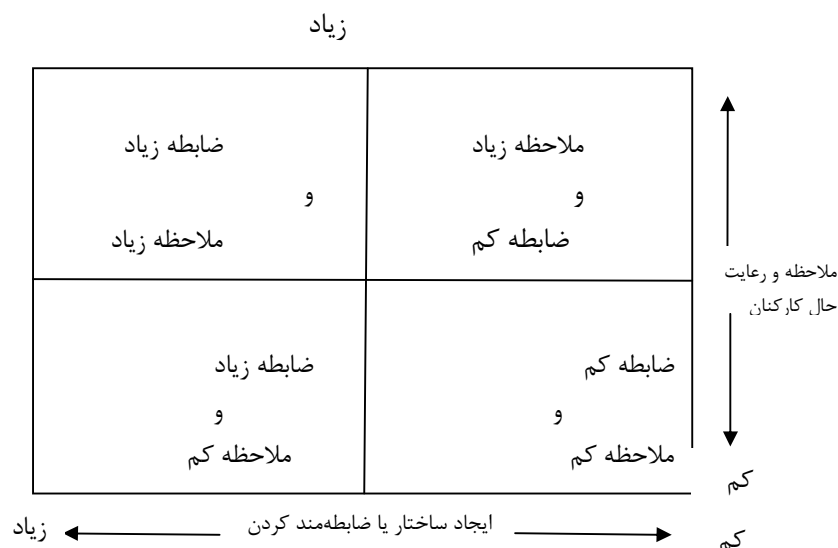 زیاد
ملاحظه زیاد
و
ضابطه کم
ضابطه زیاد
و
ملاحظه زیاد
ملاحظه و رعایت
حال کارکنان
ضابطه کم
و
ملاحظه کم
ضابطه زیاد
و
ملاحظه کم
کم
کم
ایجاد ساختار یا ضابطه‌مند کردن
زیاد